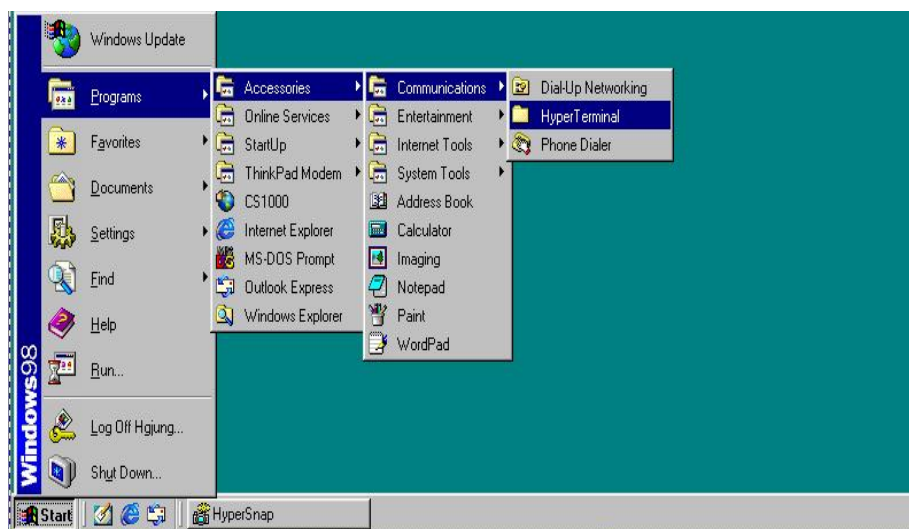 Windows Update
Programs
Favorites
Documents
Settings
Find
Help
Run...
Log Off Hgjung...
Shut Down...
Windows98
Accessories
Online Services
StartUp
ThinkPad Modem
CS1000
Internet Explorer
MS-DOS Prompt
Outlook Express
Windows Explorer
Communications
Entertainment
Internet Tools
System Tools
Address Book
Calculator
Imaging
Notepad
Paint
WordPad
Dial-Up Networking
HyperTerminal
Phone Dialer
Start
HyperSnap